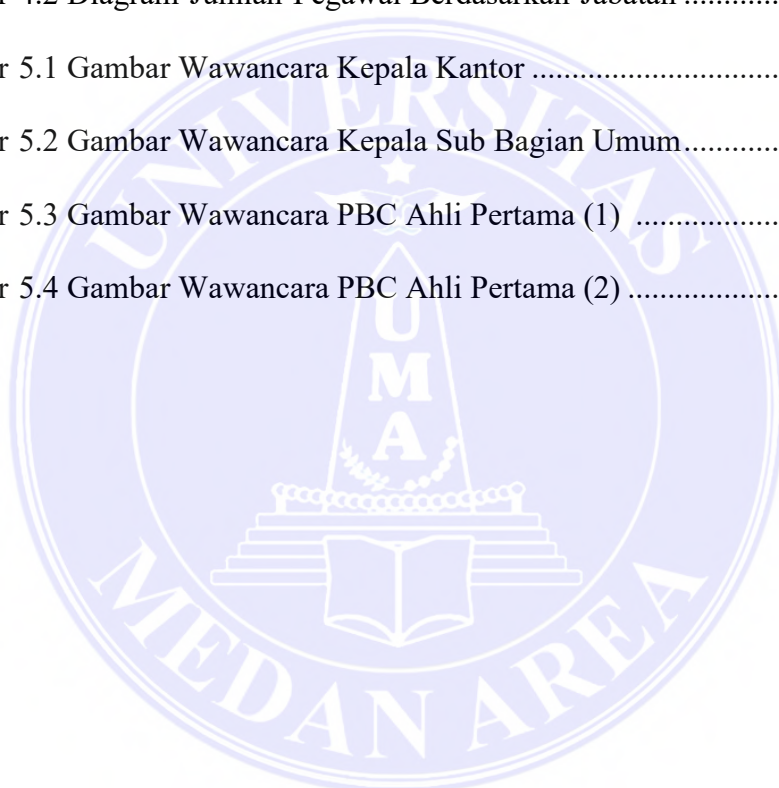 r 4.2 Diagram Jumlah Pegawai Berdasarkan Jabatan ............
r 5.1 Gambar Wawancara Kepala Kantor ...............................
r 5.2 Gambar Wawancara Kepala Sub Bagian Umum............
r 5.3 Gambar Wawancara PBC Ahli Pertama (1) ..................
r 5.4 Gambar Wawancara PBC Ahli Pertama (2) ...................
UNIVERSITAS
UMA
MEDAN AREA